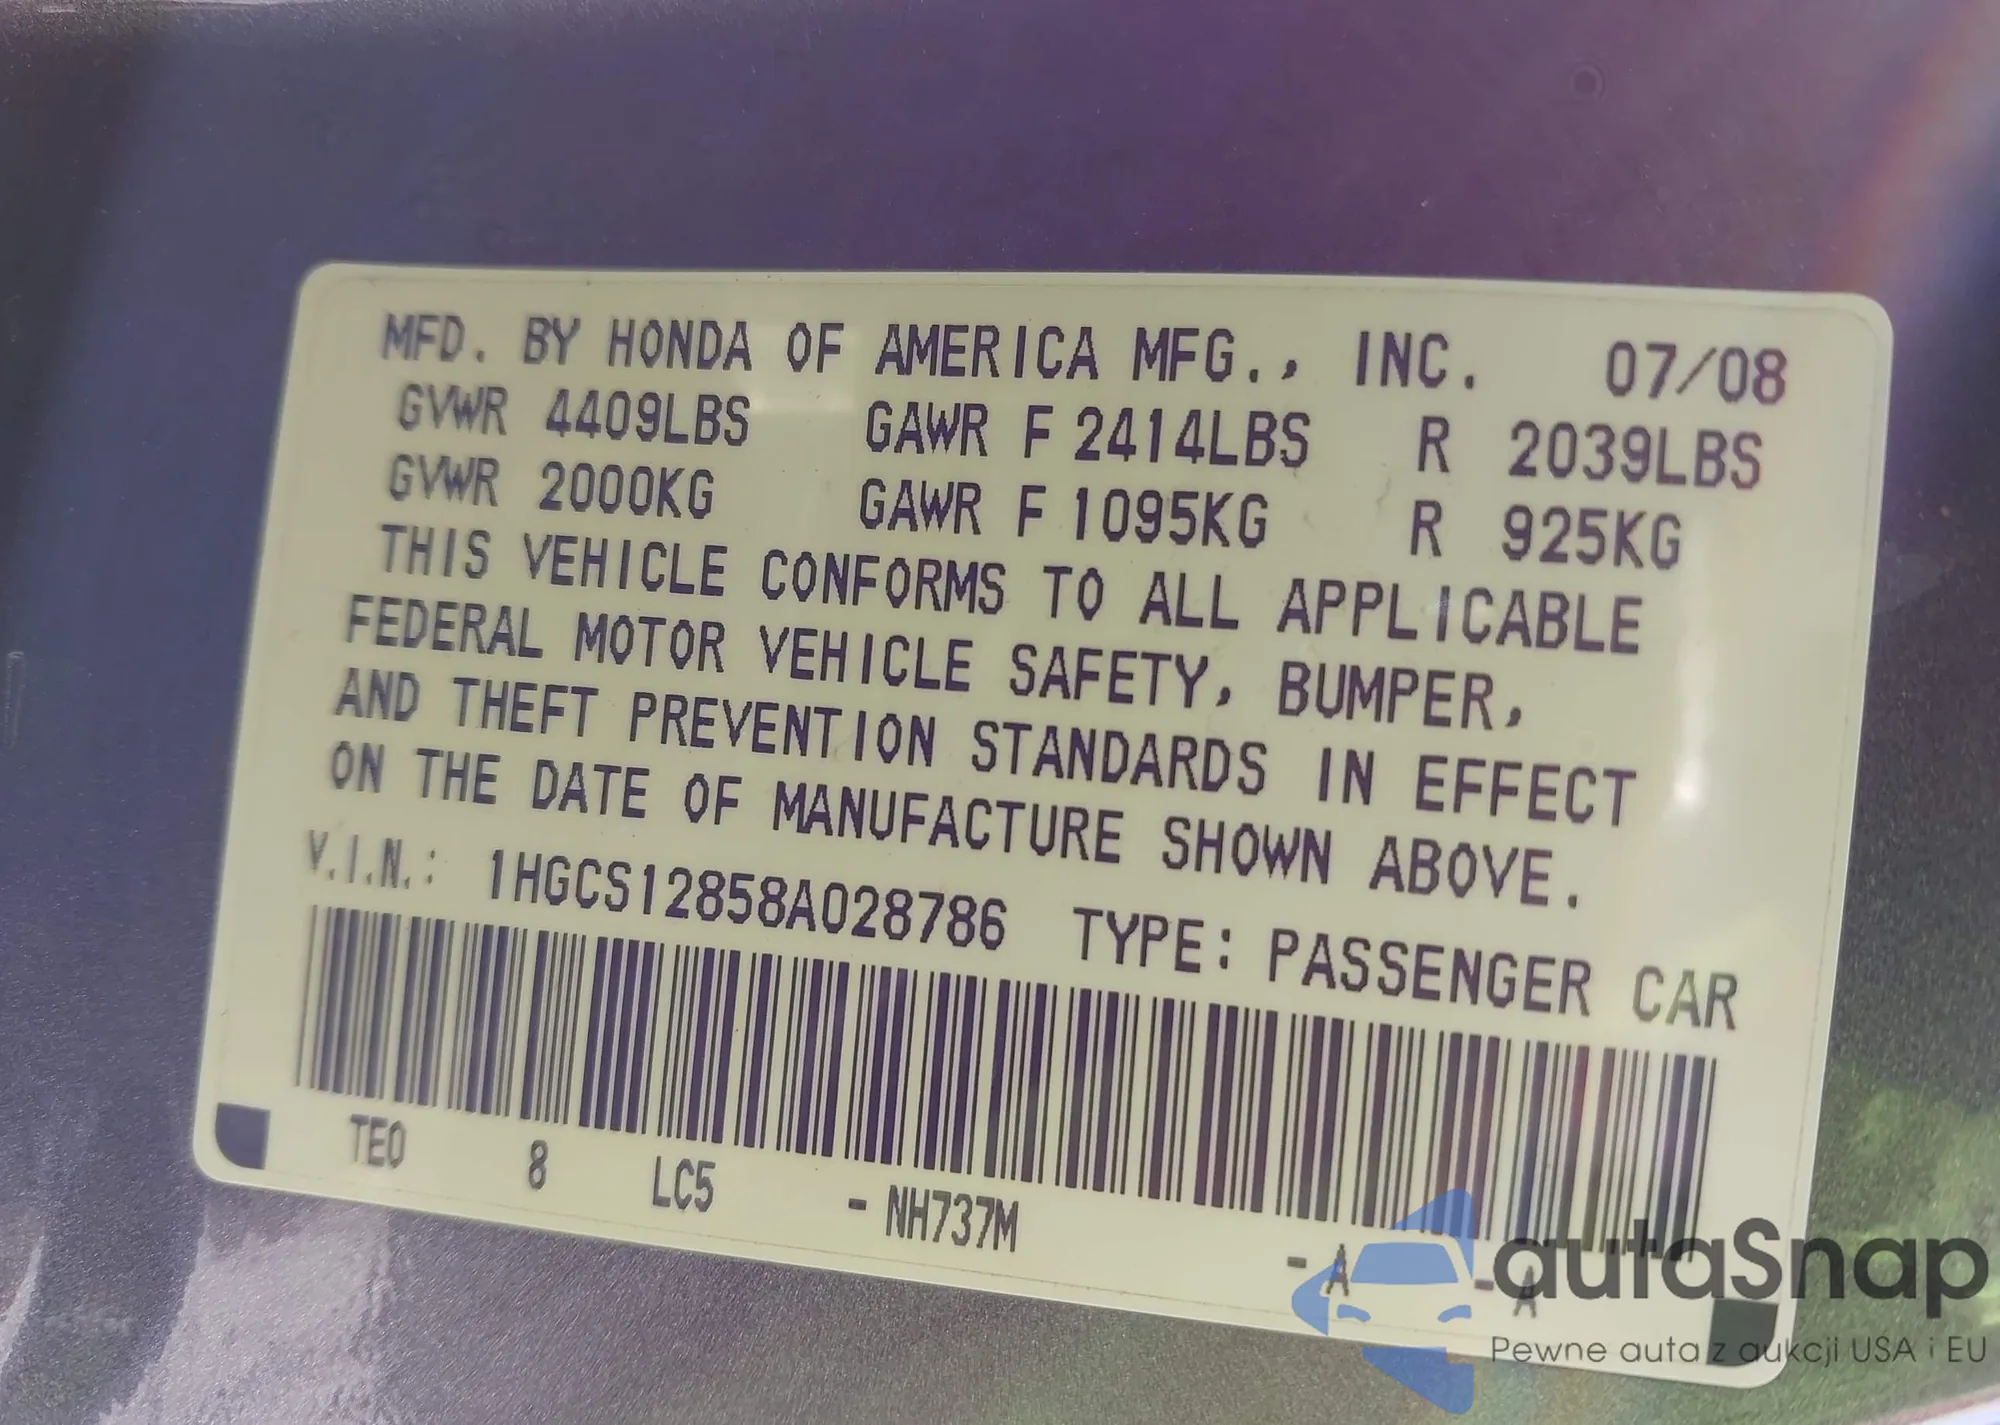 MFD. BY HONDA OF AMERICA MFG., INC. 07/08
GVWR 4409LBS GAWR F 2414LBS R 2039LBS
GVWR 2000KG GAWR F 1095KG R 925KG
THIS VEHICLE CONFORMS TO ALL APPLICABLE
FEDERAL MOTOR VEHICLE SAFETY, BUMPER,
AND THEFT PREVENTION STANDARDS IN EFFECT
ON THE DATE OF MANUFACTURE SHOWN ABOVE.
V.I.N.: 1HGCS12858A028786 TYPE: PASSENGER CAR
TE0 8 LC5 - NH737M - A - A
autaSnap
Pewne auta z aukcji USA i EU